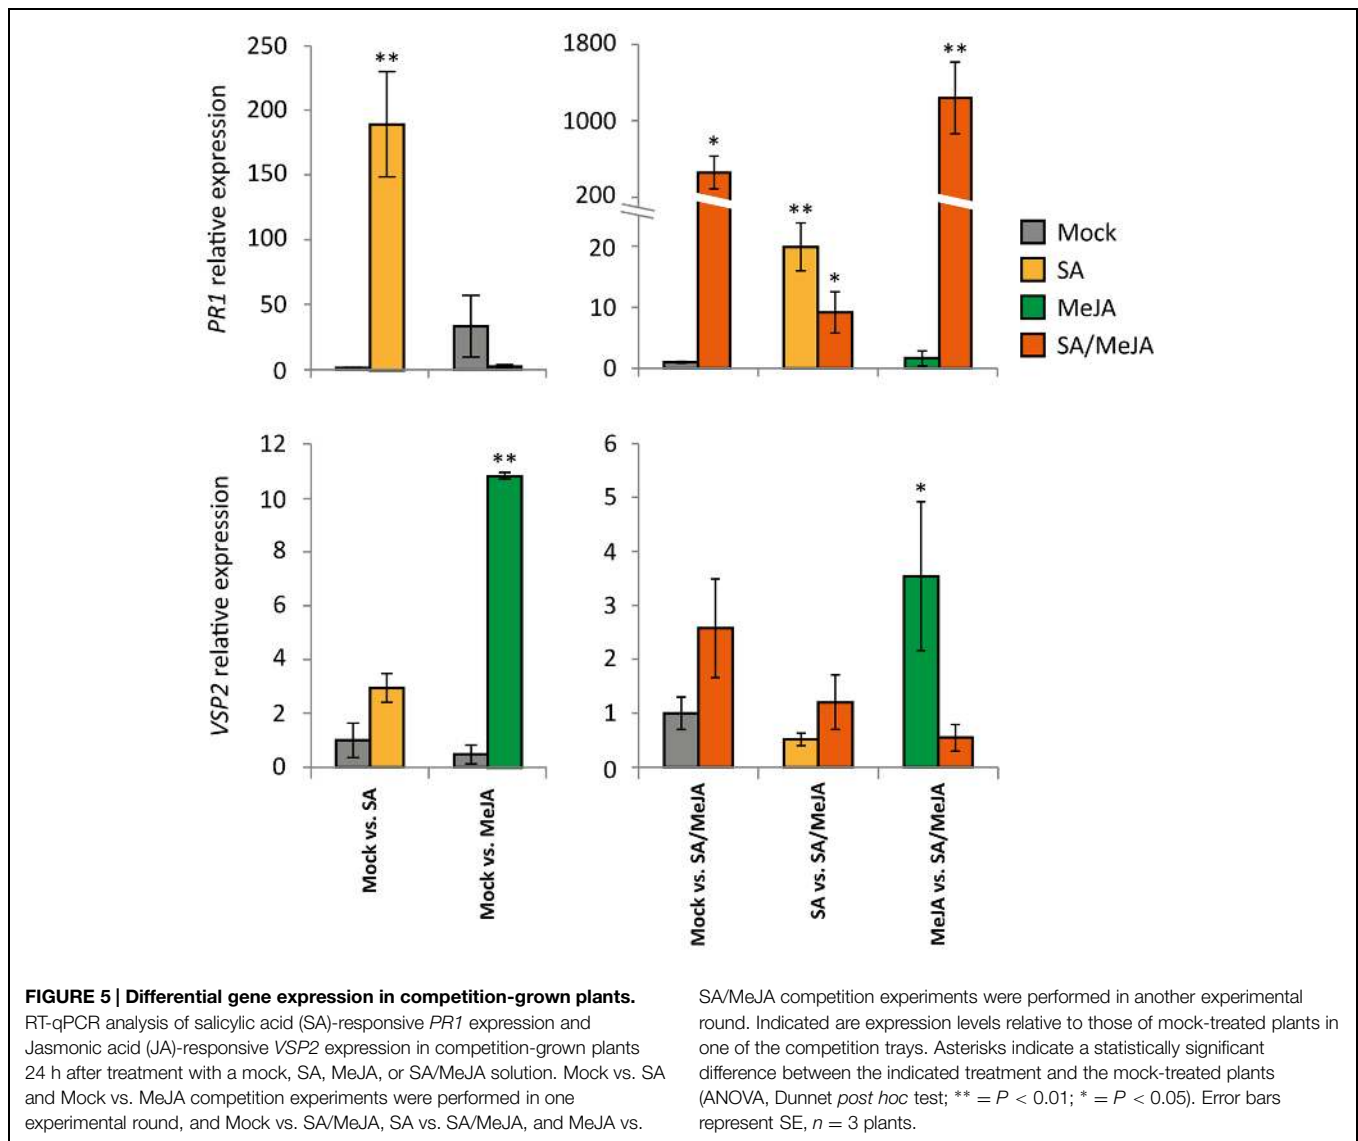 250
200
150
100
50
0
PR1 relative expression
**
1800
1000
200
20
10
0
*
**
*
**
Mock
SA
MeJA
SA/MeJA
12
10
8
6
4
2
0
VSP2 relative expression
**
6
5
4
3
2
1
0
*
Mock vs. SA
Mock vs. MeJA
Mock vs. SA/MeJA
SA vs. SA/MeJA
MeJA vs. SA/MeJA
FIGURE 5 | Differential gene expression in competition-grown plants.
RT-qPCR analysis of salicylic acid (SA)-responsive PR1 expression and
Jasmonic acid (JA)-responsive VSP2 expression in competition-grown plants
24 h after treatment with a mock, SA, MeJA, or SA/MeJA solution. Mock vs. SA
and Mock vs. MeJA competition experiments were performed in one
experimental round, and Mock vs. SA/MeJA, SA vs. SA/MeJA, and MeJA vs.
SA/MeJA competition experiments were performed in another experimental
round. Indicated are expression levels relative to those of mock-treated plants in
one of the competition trays. Asterisks indicate a statistically significant
difference between the indicated treatment and the mock-treated plants
(ANOVA, Dunnet post hoc test; ** = P < 0.01; * = P < 0.05). Error bars
represent SE, n = 3 plants.